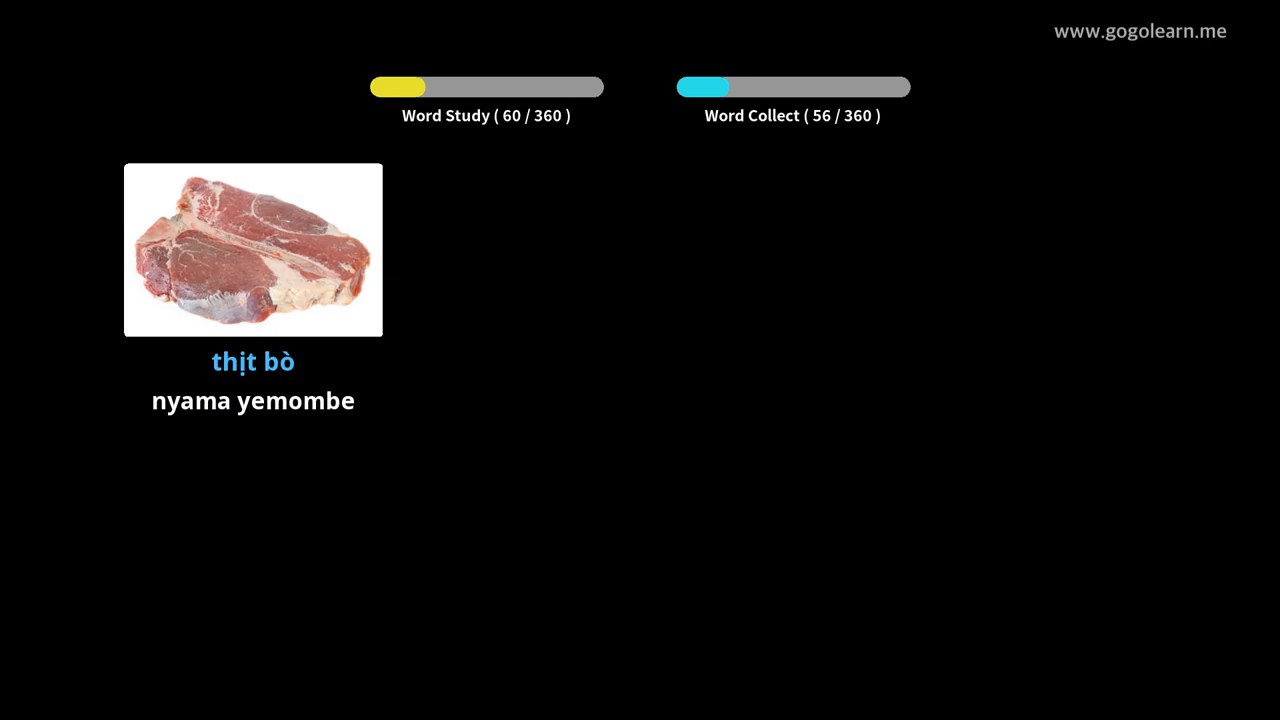 www.gogolearn.me
Word Study ( 60 / 360 )
Word Collect ( 56 / 360 )
thịt bò
nyama yemombe